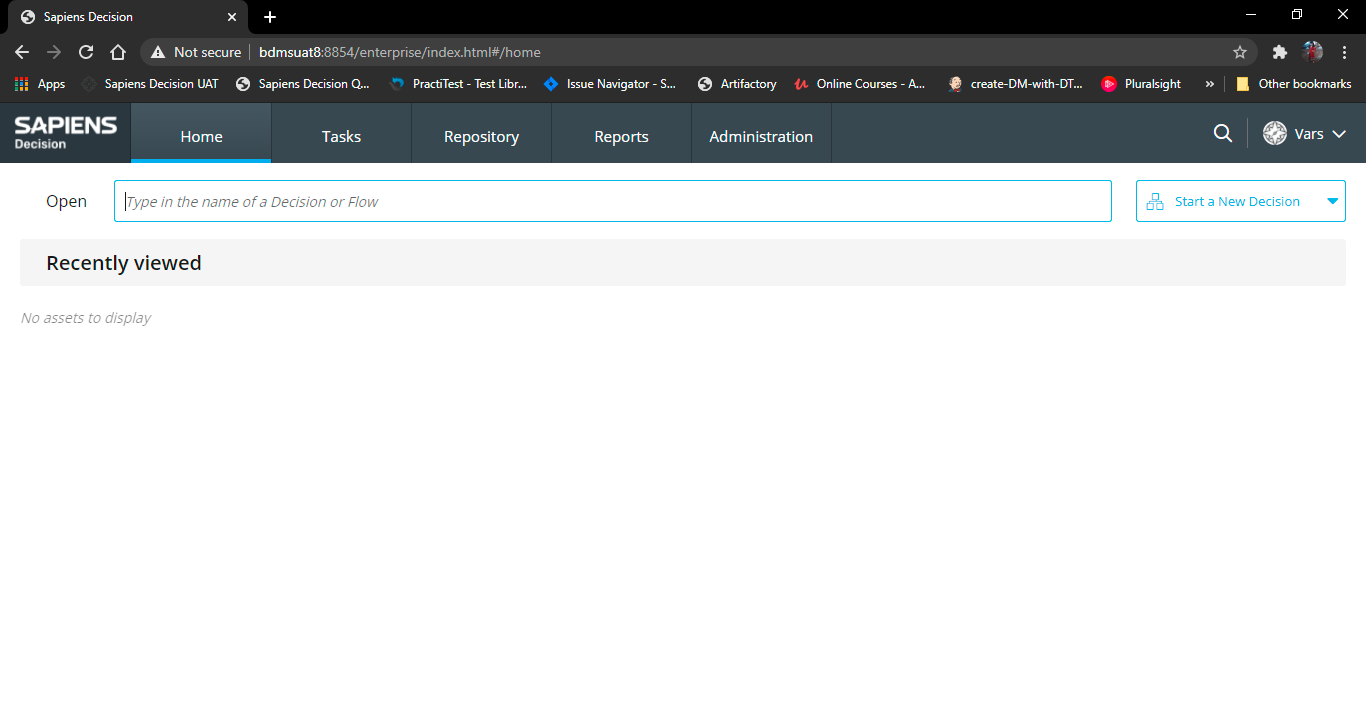 Sapiens Decision
Not secure | bdmsuat8:8854/enterprise/index.html#/home
Apps Sapiens Decision UAT Sapiens Decision Q... PractiTest - Test Libr... Issue Navigator - S... Artifactory Online Courses - A... create-DM-with-DT... Pluralsight » Other bookmarks
SAPIENS
Decision
Home Tasks Repository Reports Administration Vars
Open Type in the name of a Decision or Flow Start a New Decision
Recently viewed
No assets to display